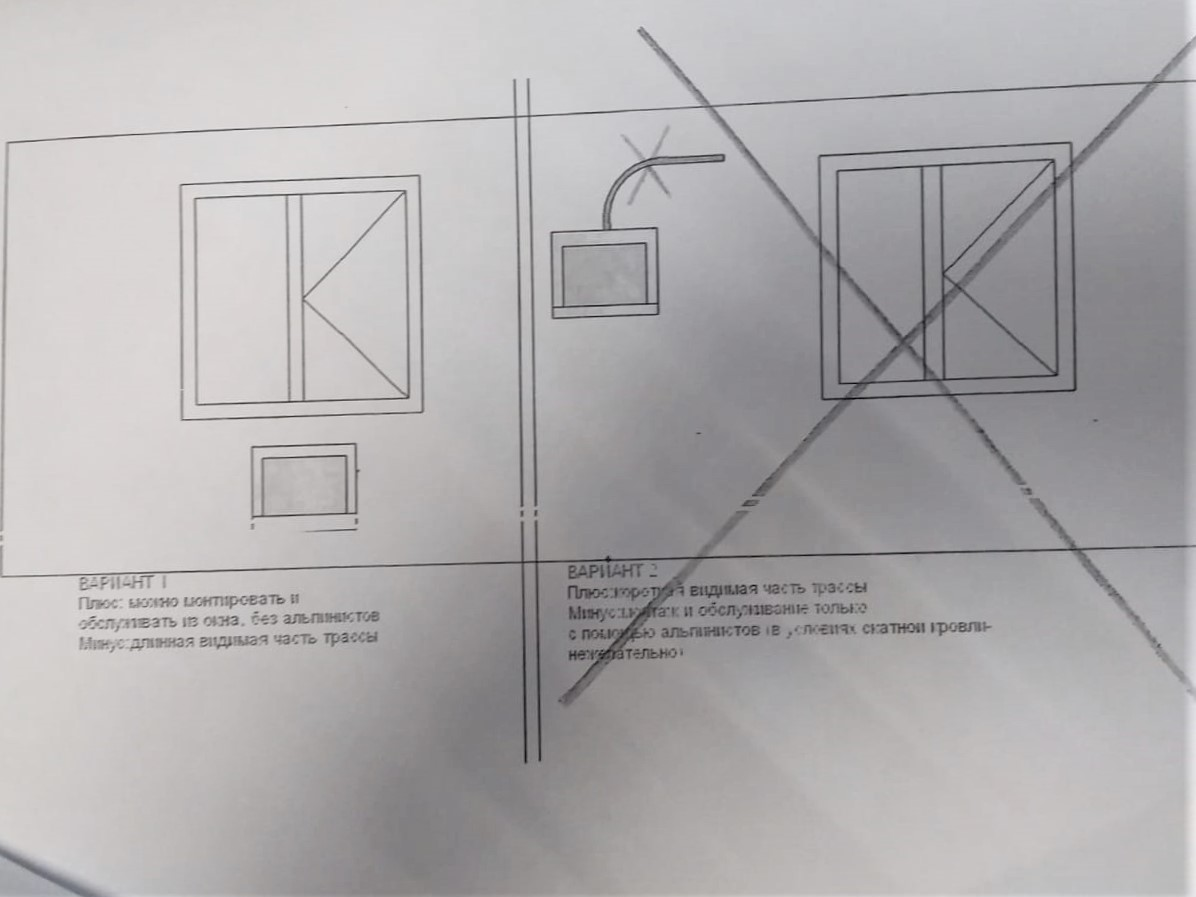 ВАРИАНТ 1
Плюс: можно монтировать и
обслуживать из окна, без альпинистов
Минус:длинная видимая часть трассы
ВАРИАНТ 2
Плюс:короткая видимая часть трассы
Минус:монтаж и обслуживание только
с помощью альпинистов (в условиях скатной кровли-
нежелательно)